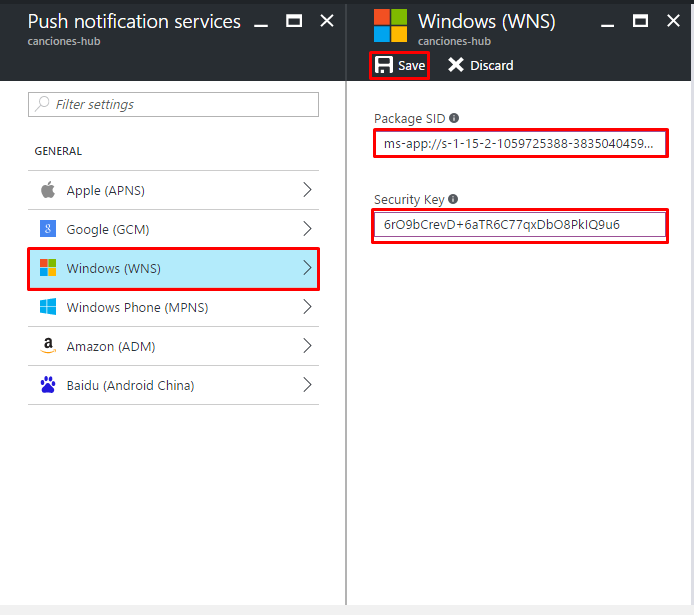 Push notification services
canciones-hub
Filter settings
GENERAL
Apple (APNS)
Google (GCM)
Windows (WNS)
Windows Phone (MPNS)
Amazon (ADM)
Baidu (Android China)
Windows (WNS)
canciones-hub
Save
Discard
Package SID
ms-app://s-1-15-2-1059725388-3835040459...
Security Key
6rO9bCrevD+6aTR6C77qxDbO8PkIQ9u6